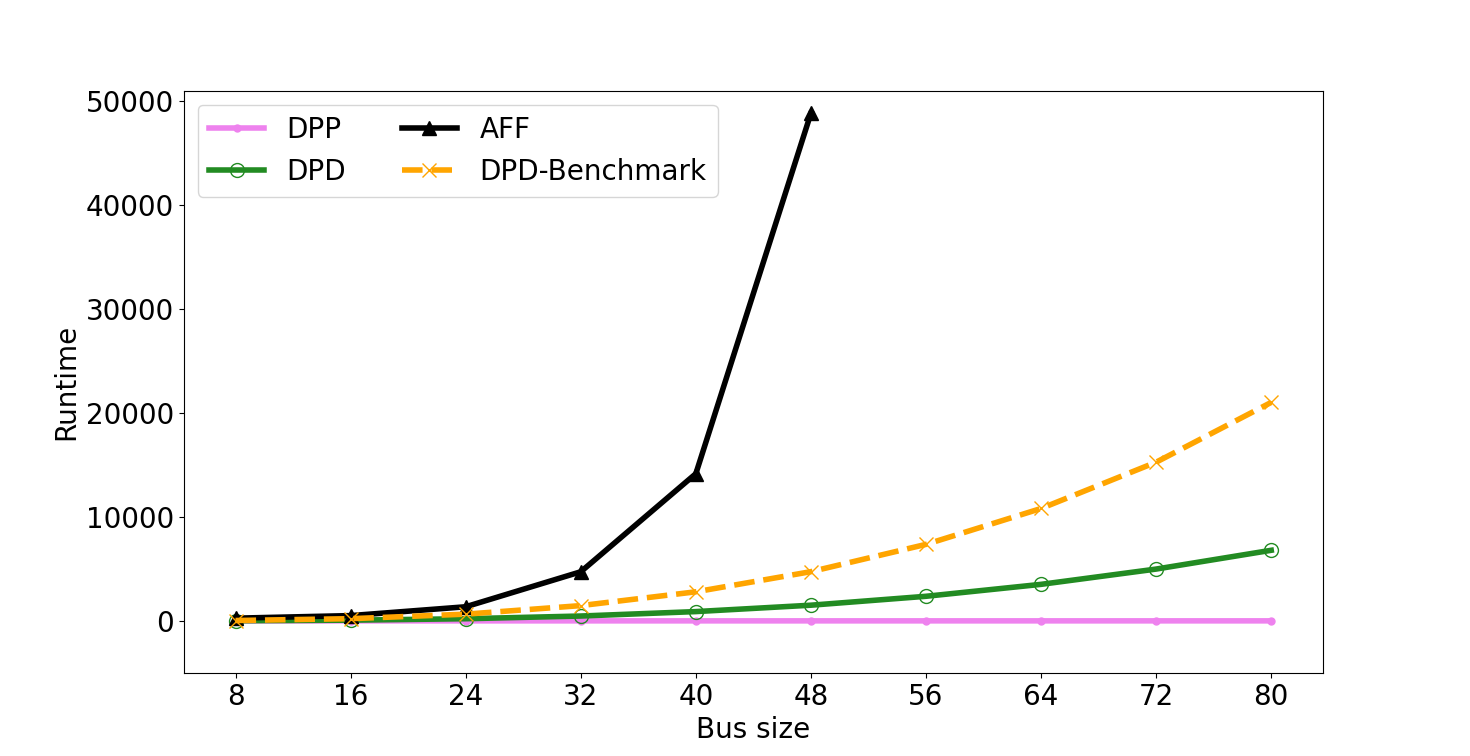 50000
40000
30000
20000
10000
0
Runtime
DPP
DPD
AFF
DPD-Benchmark
8 16 24 32 40 48 56 64 72 80
Bus size